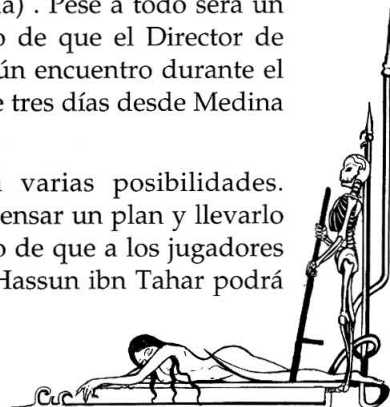 a) . Pese a todo será un
o de que el Director de
ún encuentro durante el
e tres días desde Medina
varias posibilidades.
ensar un plan y llevarlo
o de que a los jugadores
Hassun ibn Tahar podrá